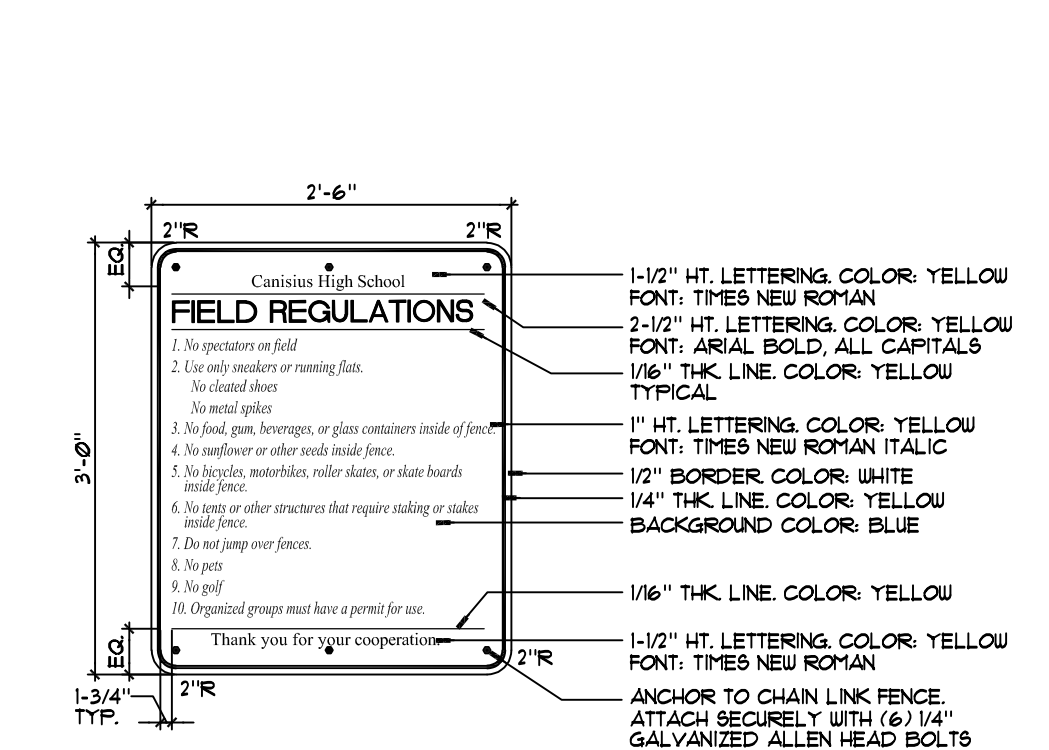 2'-6"
2"R
2"R
EQ.
Canisius High School
FIELD REGULATIONS
1. No spectators on field
2. Use only sneakers or running flats.
No cleated shoes
No metal spikes
3. No food, gum, beverages, or glass containers inside of fence.
4. No sunflower or other seeds inside fence.
5. No bicycles, motorbikes, roller skates, or skate boards
inside fence.
6. No tents or other structures that require staking or stakes
inside fence.
7. Do not jump over fences.
8. No pets
9. No golf
10. Organized groups must have a permit for use.
Thank you for your cooperation.
3'-0"
EQ.
2"R
2"R
1-3/4"
TYP.
1-1/2" HT. LETTERING. COLOR: YELLOW
FONT: TIMES NEW ROMAN
2-1/2" HT. LETTERING. COLOR: YELLOW
FONT: ARIAL BOLD, ALL CAPITALS
1/16" THK. LINE. COLOR: YELLOW
TYPICAL
1" HT. LETTERING. COLOR: YELLOW
FONT: TIMES NEW ROMAN ITALIC
1/2" BORDER. COLOR: WHITE
1/4" THK. LINE. COLOR: YELLOW
BACKGROUND COLOR: BLUE
1/16" THK. LINE. COLOR: YELLOW
1-1/2" HT. LETTERING. COLOR: YELLOW
FONT: TIMES NEW ROMAN
ANCHOR TO CHAIN LINK FENCE.
ATTACH SECURELY WITH (6) 1/4"
GALVANIZED ALLEN HEAD BOLTS